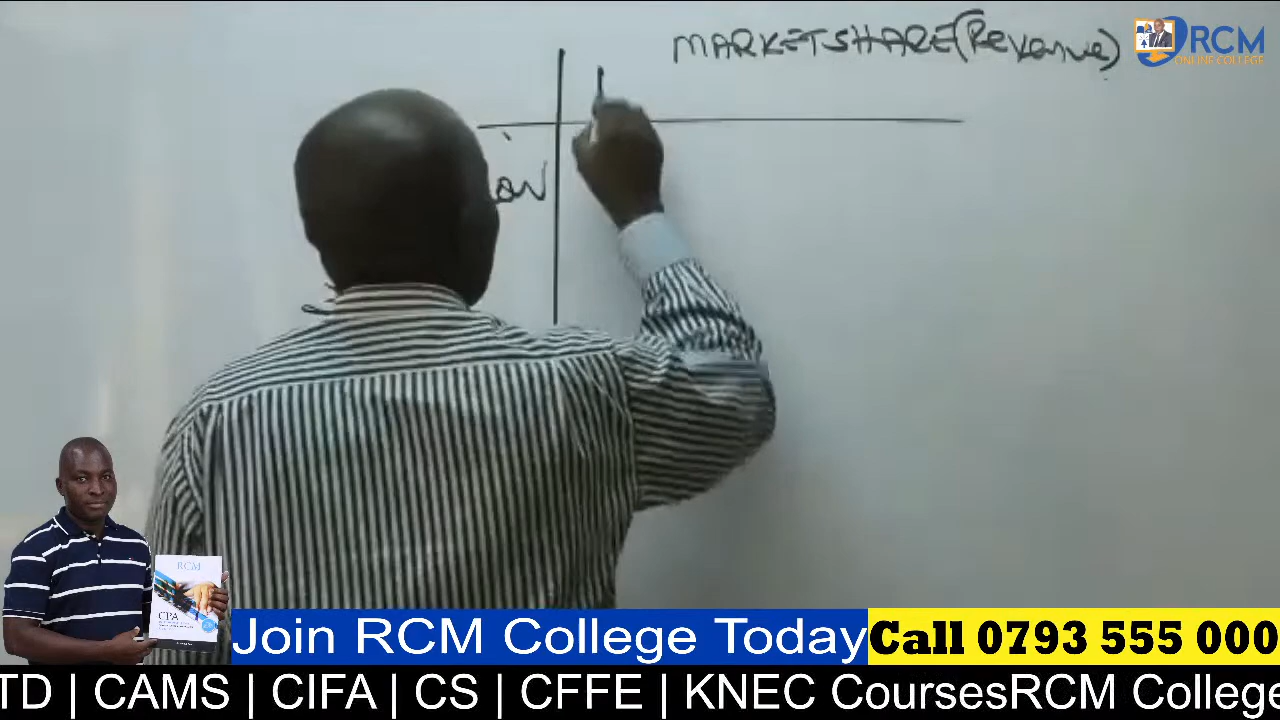 MARKETSHARE(Revenue)
RCM
ONLINE COLLEGE
RCM
CPA
Join RCM College Today
Call 0793 555 000
TD | CAMS | CIFA | CS | CFFE | KNEC CoursesRCM College